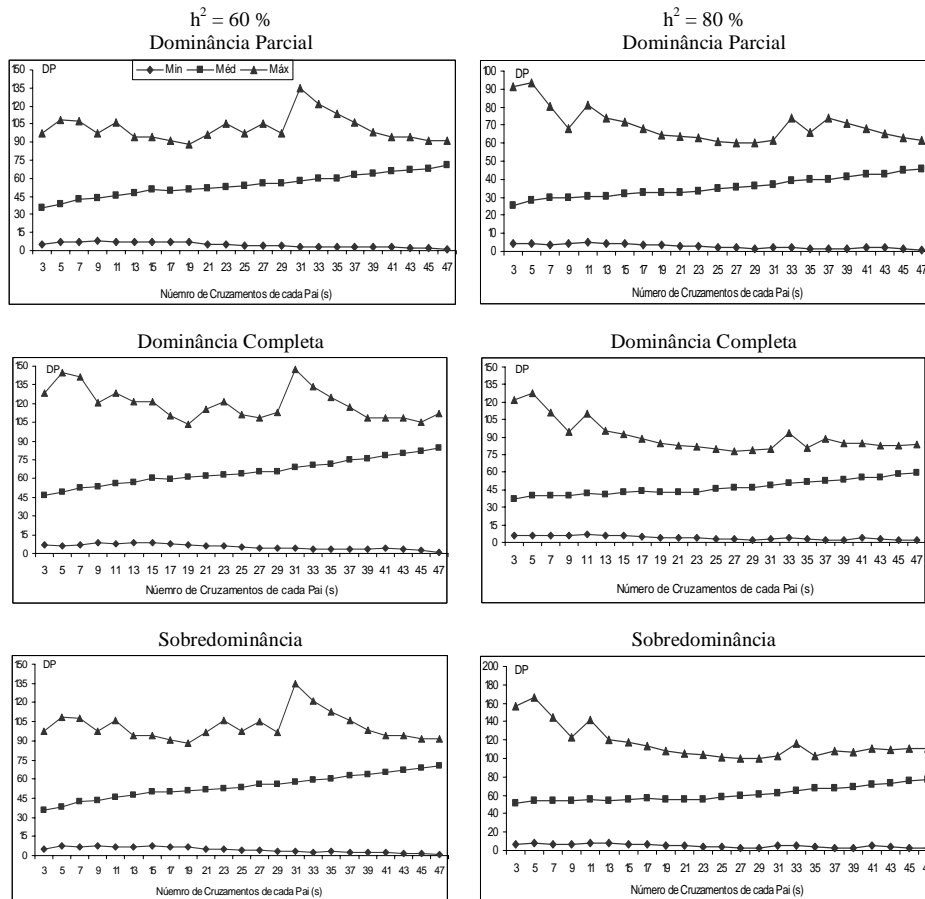 h² = 60 %
Dominância Parcial
DP
Min Méd Máx
150
135
120
105
90
75
60
45
30
15
0
3 5 7 9 11 13 15 17 19 21 23 25 27 29 31 33 35 37 39 41 43 45 47
Núemro de Cruzamentos de cada Pai (s)
h² = 80 %
Dominância Parcial
DP
100
90
80
70
60
50
40
30
20
10
0
3 5 7 9 11 13 15 17 19 21 23 25 27 29 31 33 35 37 39 41 43 45 47
Número de Cruzamentos de cada Pai (s)
Dominância Completa
DP
150
135
120
105
90
75
60
45
30
15
0
3 5 7 9 11 13 15 17 19 21 23 25 27 29 31 33 35 37 39 41 43 45 47
Núemro de Cruzamentos de cada Pai (s)
Dominância Completa
DP
150
135
120
105
90
75
60
45
30
15
0
3 5 7 9 11 13 15 17 19 21 23 25 27 29 31 33 35 37 39 41 43 45 47
Número de Cruzamentos de cada Pai (s)
Sobredominância
DP
150
135
120
105
90
75
60
45
30
15
0
3 5 7 9 11 13 15 17 19 21 23 25 27 29 31 33 35 37 39 41 43 45 47
Núemro de Cruzamentos de cada Pai (s)
Sobredominância
DP
200
180
160
140
120
100
80
60
40
20
0
3 5 7 9 11 13 15 17 19 21 23 25 27 29 31 33 35 37 39 41 43 45
Número de Cruzamentos de cada Pai (s)